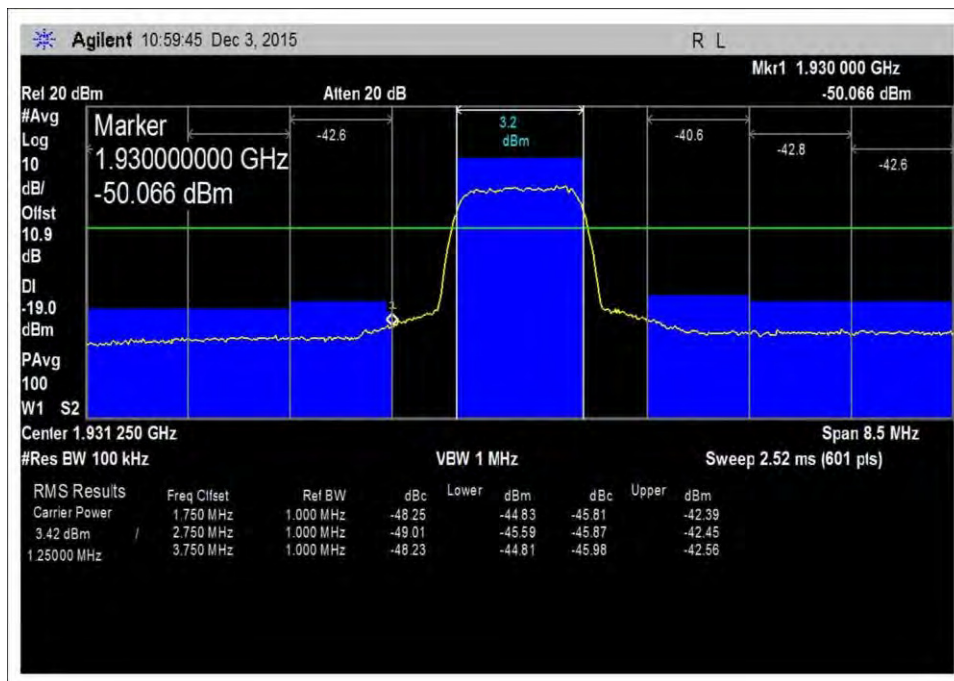 Agilent 10:59:45 Dec 3, 2015 R L
Mkr1 1.930 000 GHz
Ref 20 dBm Atten 20 dB -50.066 dBm
#Avg
Log
10
dB/
Offst
10.9
dB
DI
-19.0
dBm
PAvg
100
W1 S2
Marker
1.930000000 GHz
-50.066 dBm
-42.6
3.2
dBm
-40.6
-42.8
-42.6
1
Center 1.931 250 GHz Span 8.5 MHz
#Res BW 100 kHz VBW 1 MHz Sweep 2.52 ms (601 pts)
RMS Results Freq Offset Ref BW dBc Lower dBm dBc Upper dBm
Carrier Power 1.750 MHz 1.000 MHz -48.25 -44.83 -45.81 -42.39
3.42 dBm / 2.750 MHz 1.000 MHz -49.01 -45.59 -45.87 -42.45
1.25000 MHz 3.750 MHz 1.000 MHz -48.23 -44.81 -45.98 -42.56